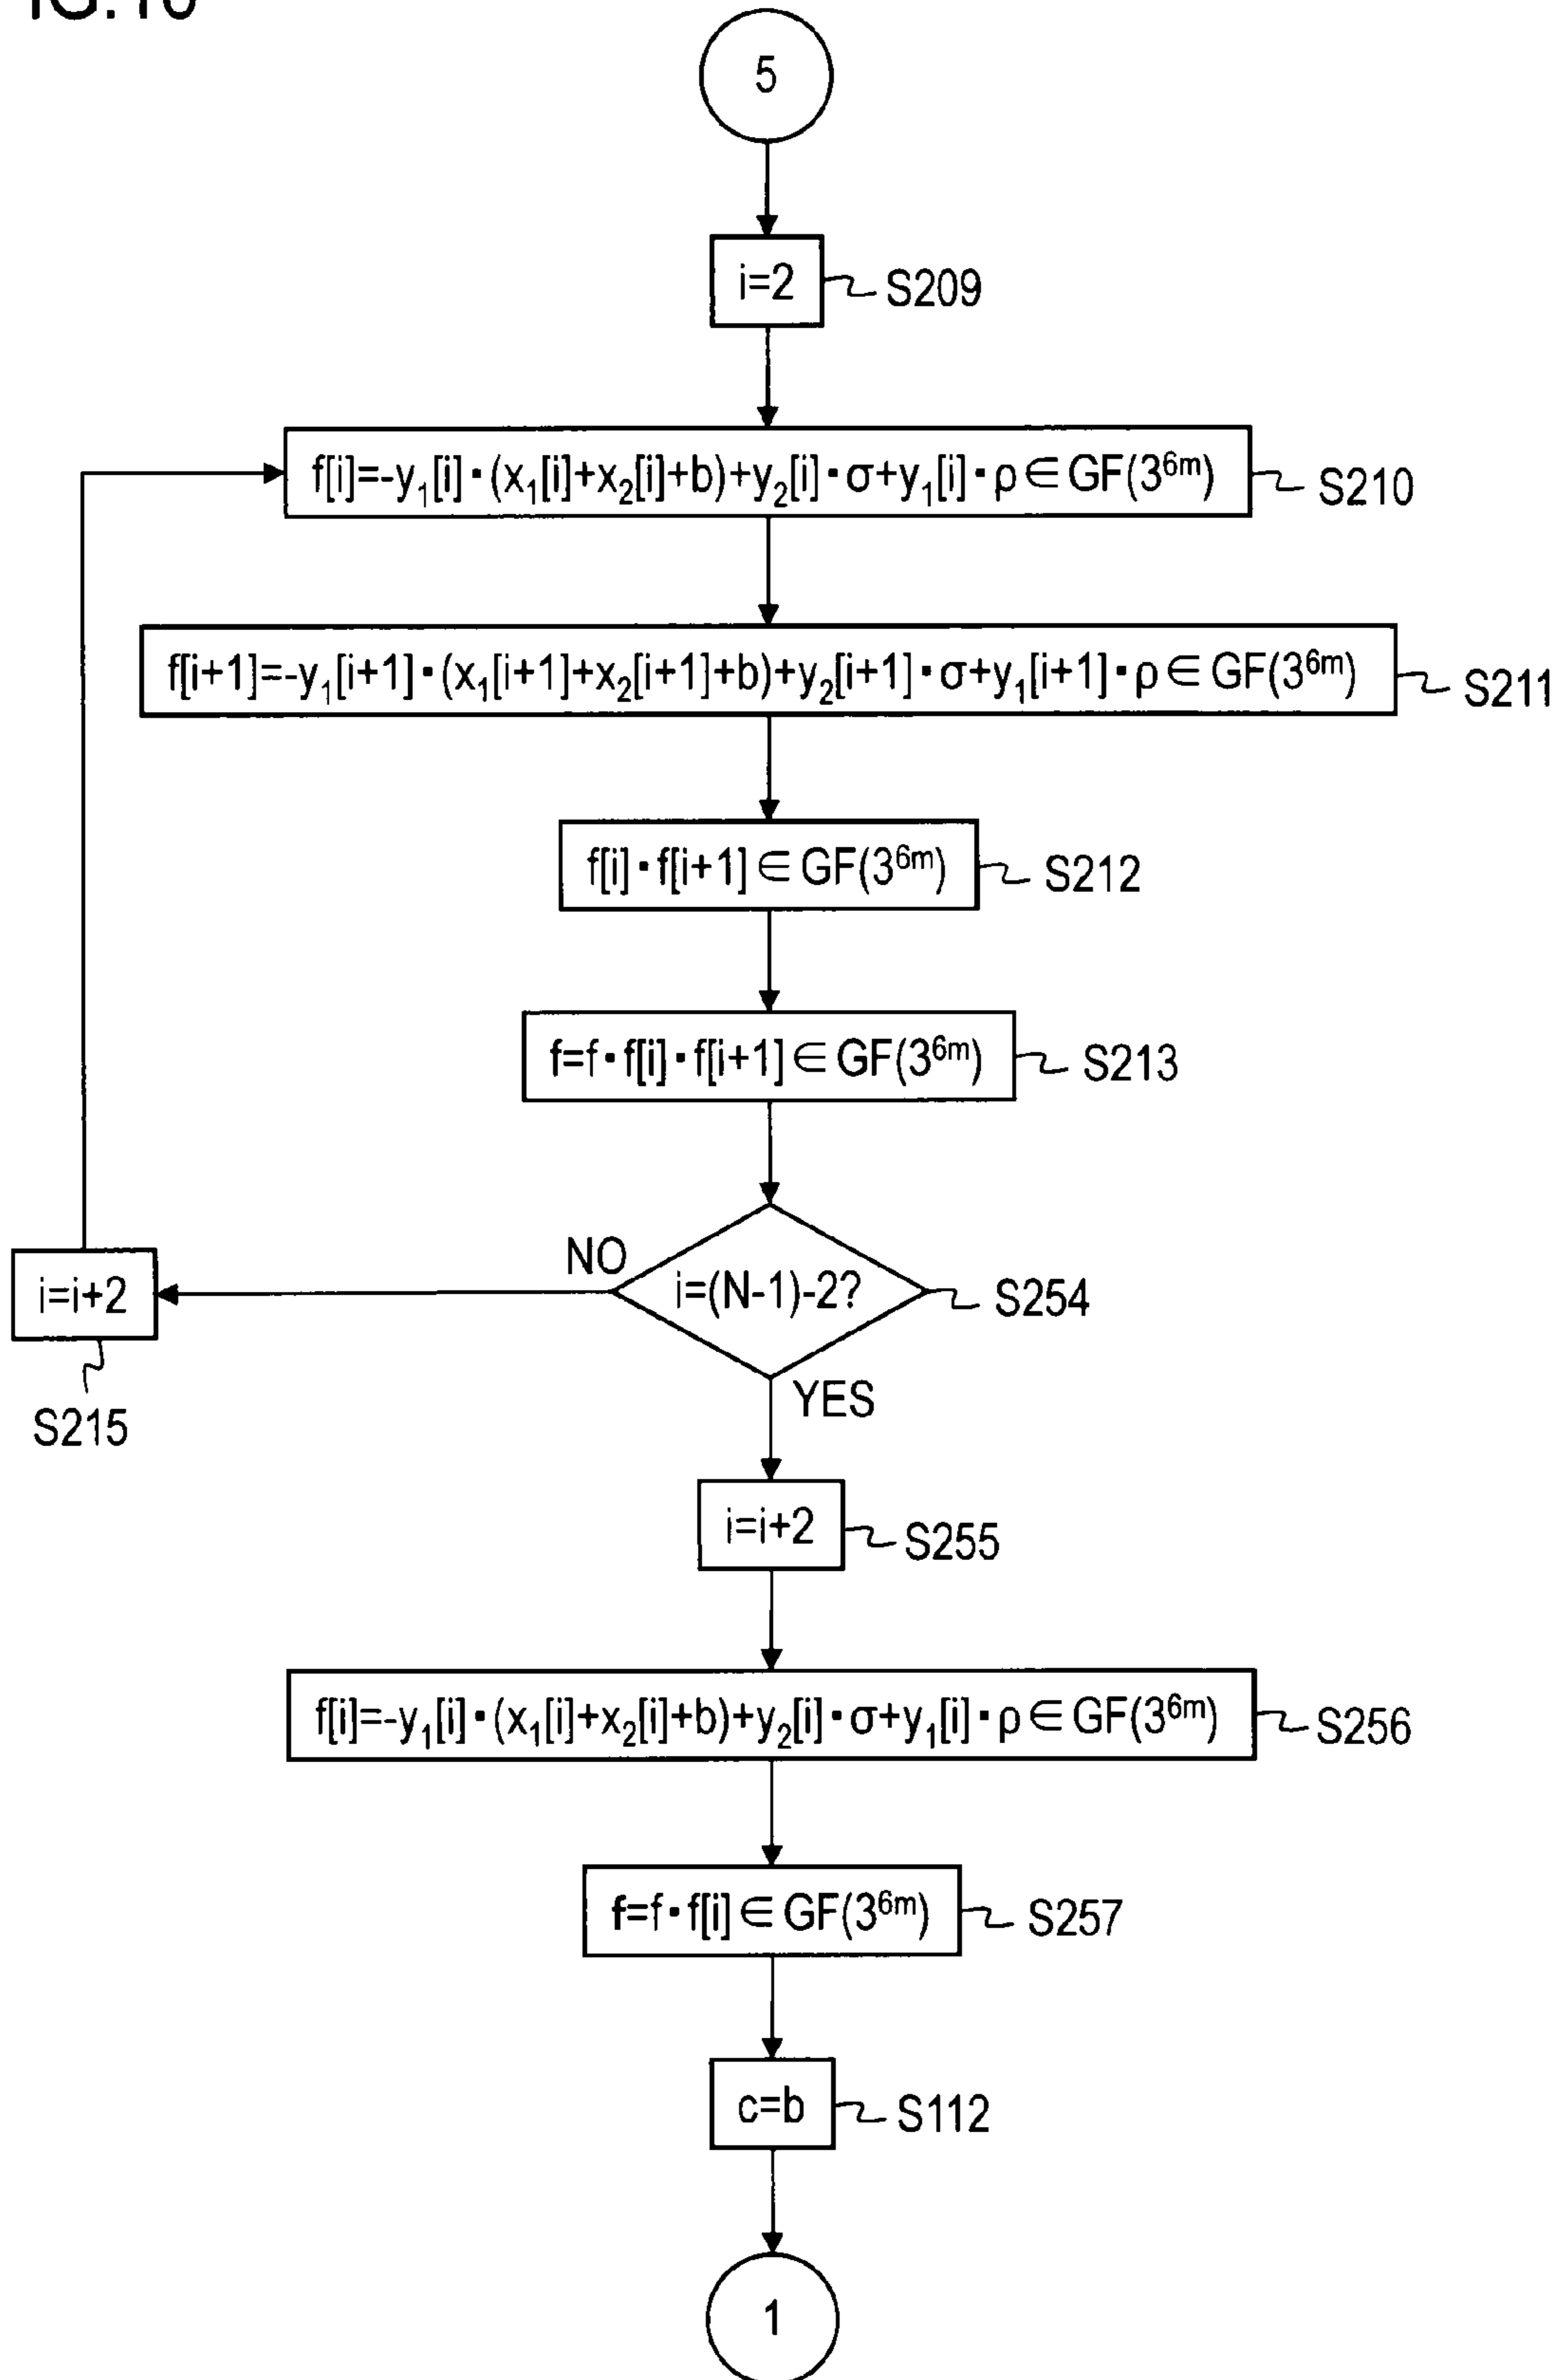 5
i=2
S209
f[i]=-y₁[i]·(x₁[i]+x₂[i]+b)+y₂[i]·σ+y₁[i]·ρ∈GF(3⁶ᵐ)
S210
f[i+1]=-y₁[i+1]·(x₁[i+1]+x₂[i+1]+b)+y₂[i+1]·σ+y₁[i+1]·ρ∈GF(3⁶ᵐ)
S211
f[i]·f[i+1]∈GF(3⁶ᵐ)
S212
f=f·f[i]·f[i+1]∈GF(3⁶ᵐ)
S213
NO
i=(N-1)-2?
S254
i=i+2
S215
YES
i=i+2
S255
f[i]=-y₁[i]·(x₁[i]+x₂[i]+b)+y₂[i]·σ+y₁[i]·ρ∈GF(3⁶ᵐ)
S256
f=f·f[i]∈GF(3⁶ᵐ)
S257
c=b
S112
1